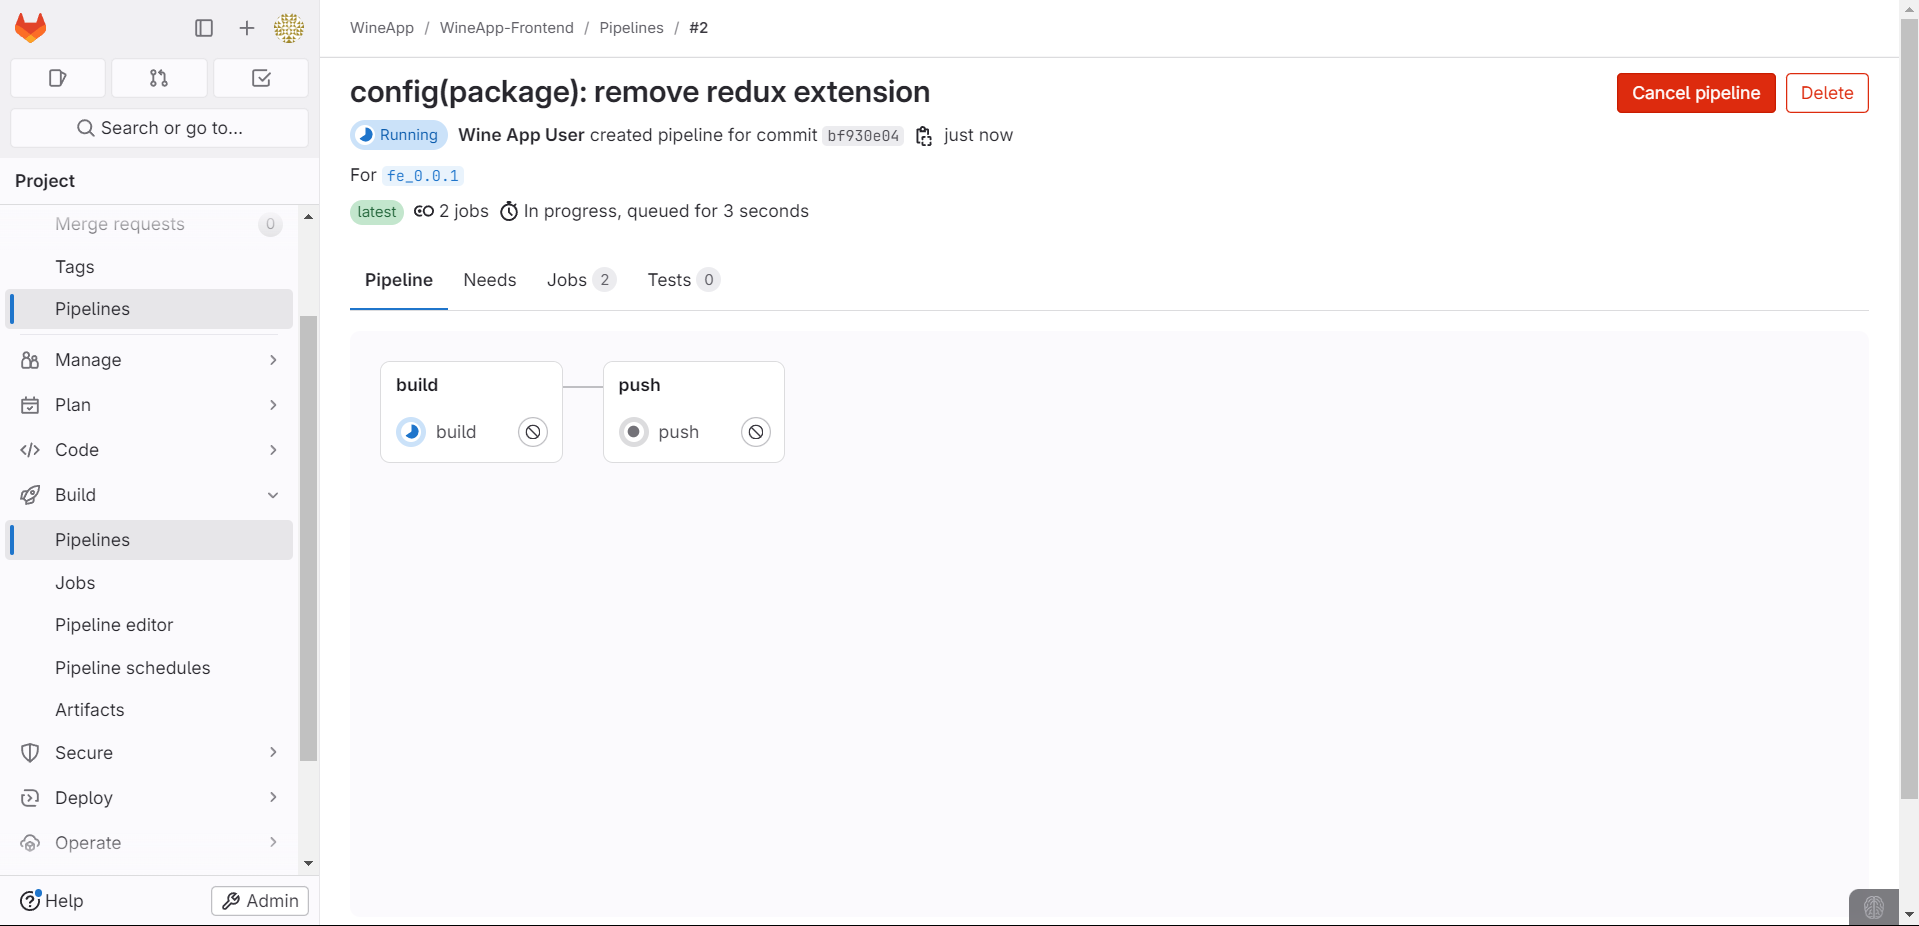 WineApp / WineApp-Frontend / Pipelines / #2
Search or go to...
Project
Merge requests 0
Tags
Pipelines
Manage
Plan
Code
Build
Pipelines
Jobs
Pipeline editor
Pipeline schedules
Artifacts
Secure
Deploy
Operate
Help
Admin
config(package): remove redux extension
Cancel pipeline
Delete
Running Wine App User created pipeline for commit bf930e04 just now
For fe_0.0.1
latest 2 jobs In progress, queued for 3 seconds
Pipeline Needs Jobs 2 Tests 0
build
build
push
push